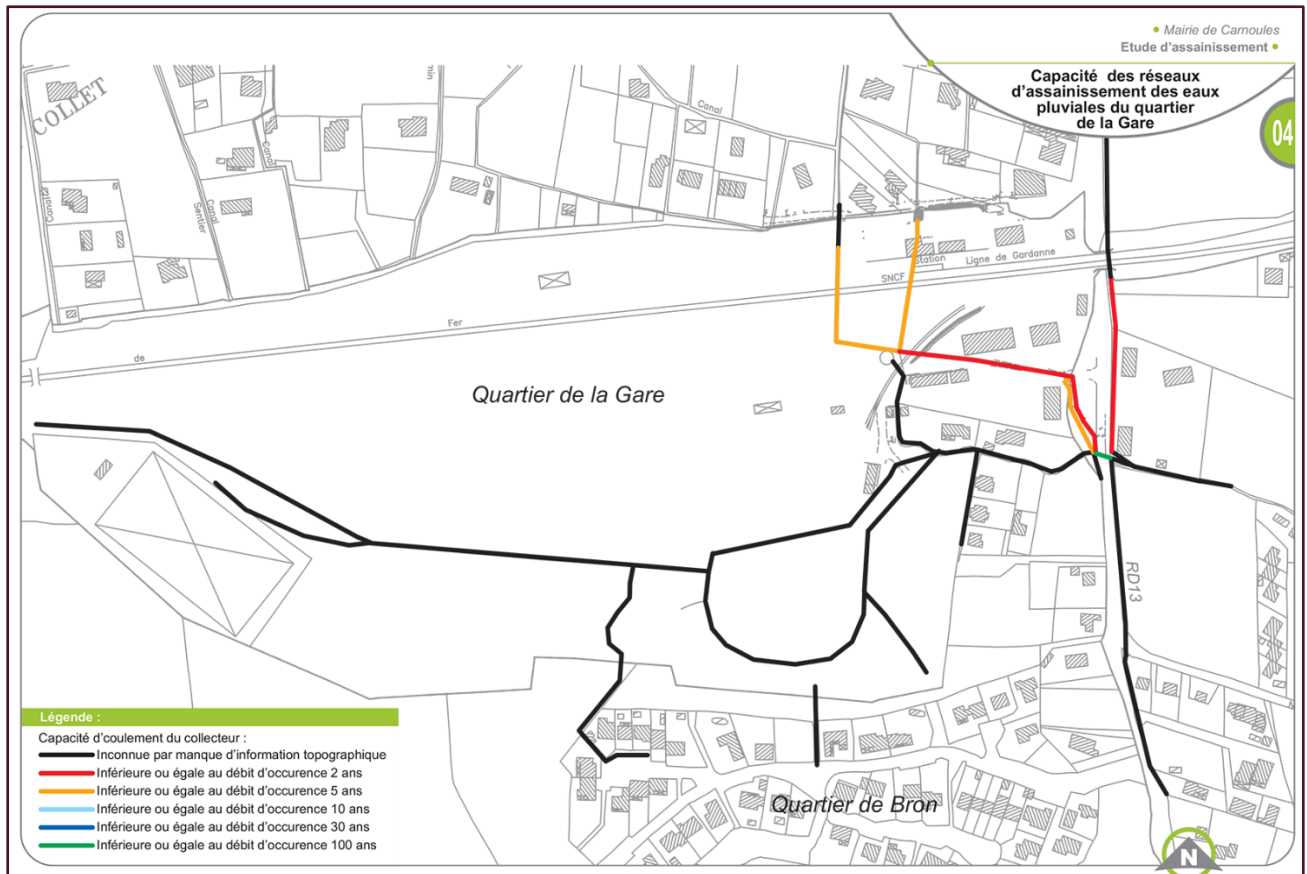 • Mairie de Carnoules
Etude d'assainissement •
Capacité des réseaux
d'assainissement des eaux
pluviales du quartier
de la Gare
04
COLLET
Canal
Canal
Sentier
Canal
min
Canal
Station
Ligne de Gardanne
SNCF
Fer
de
Quartier de la Gare
RD13
Quartier de Bron
Légende :
Capacité d'coulement du collecteur :
Inconnue par manque d'information topographique
Inférieure ou égale au débit d'occurence 2 ans
Inférieure ou égale au débit d'occurence 5 ans
Inférieure ou égale au débit d'occurence 10 ans
Inférieure ou égale au débit d'occurence 30 ans
Inférieure ou égale au débit d'occurence 100 ans
N